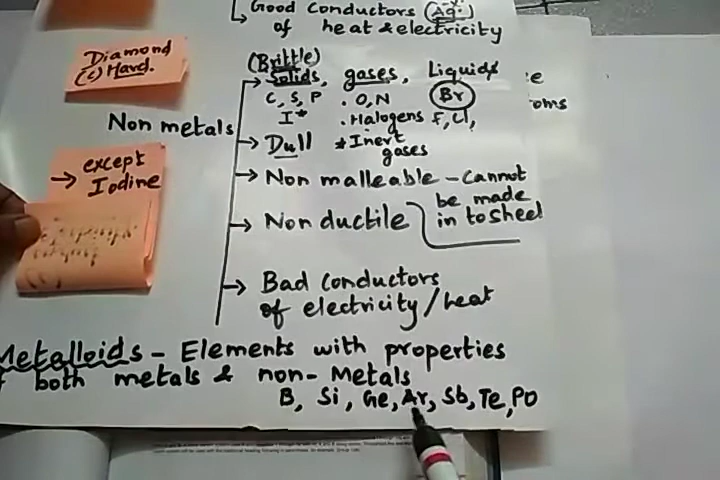 Good conductors (Ag)
of heat & electricity
Diamond
(C) Hard.
(Brittle)
Solids, gases, Liquids
C, S, P . O, N Br
I* . Halogens F, Cl,
Non metals
Dull * Inert
gases
→ except
Iodine
Non malleable - Cannot
be made
in to sheet
Non ductile
Bad conductors
of electricity/heat
Metalloids - Elements with properties
both metals & non-Metals
B, Si, Ge, Ar, Sb, Te, Po